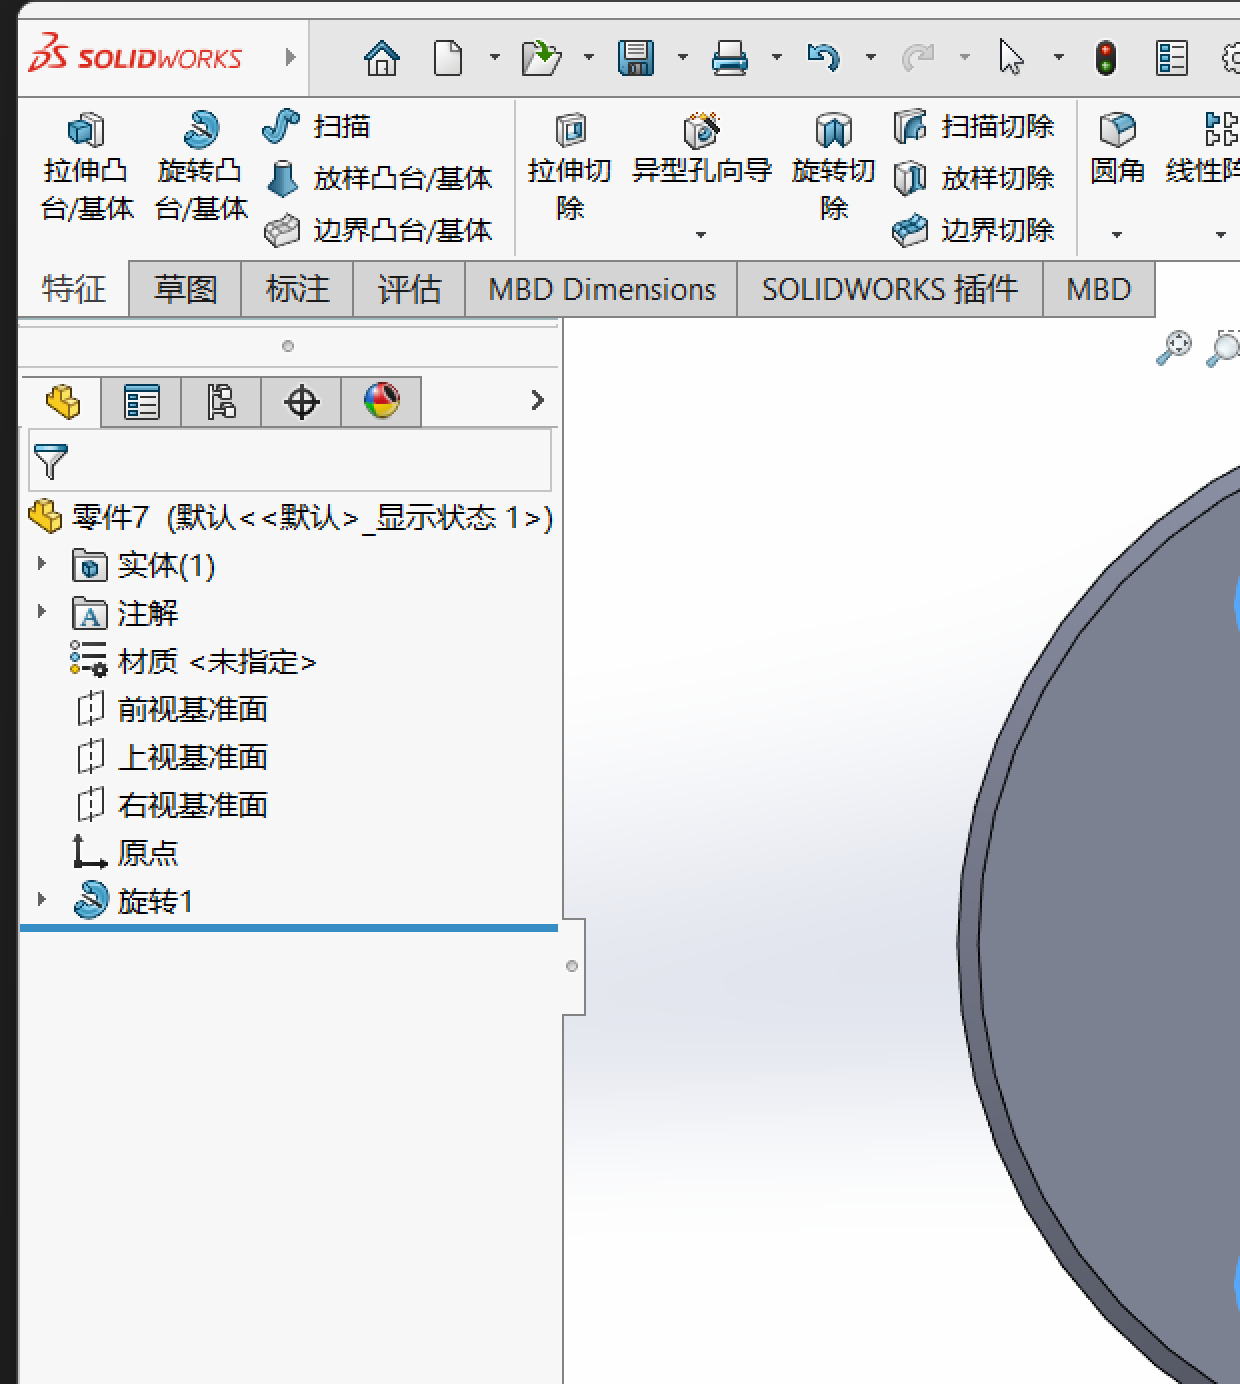 SOLIDWORKS
拉伸凸台/基体
旋转凸台/基体
扫描
放样凸台/基体
边界凸台/基体
拉伸切除
异型孔向导
旋转切除
扫描切除
放样切除
边界切除
圆角
线性
特征 草图 标注 评估 MBD Dimensions SOLIDWORKS 插件 MBD
零件7 (默认<<默认>_显示状态 1>)
实体(1)
注解
材质 <未指定>
前视基准面
上视基准面
右视基准面
原点
旋转1